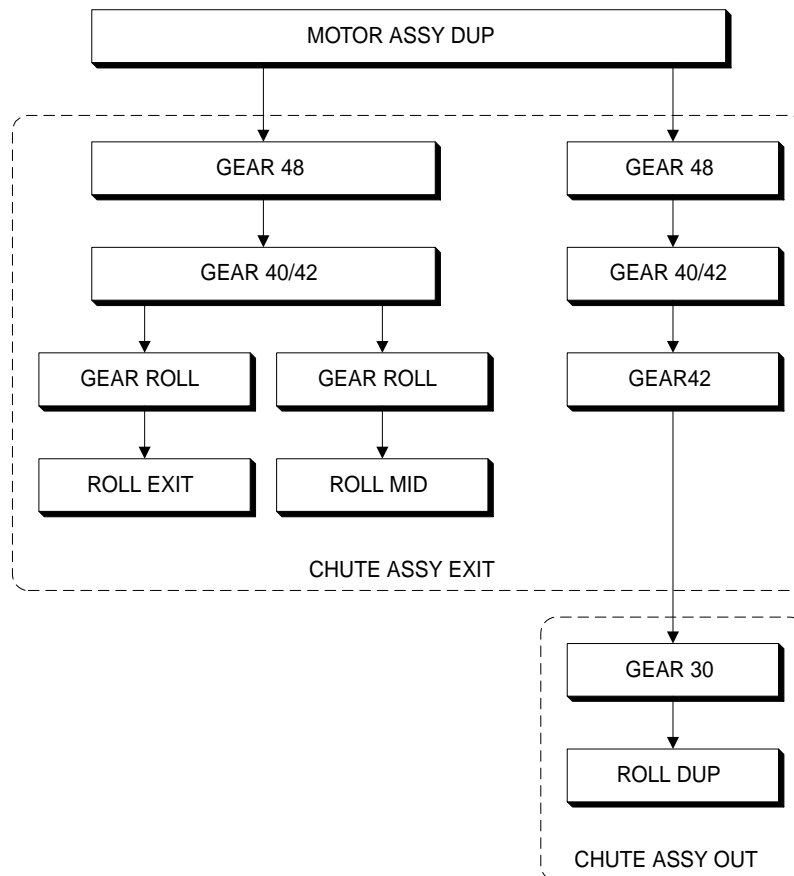 MOTOR ASSY DUP
GEAR 48
GEAR 48
GEAR 40/42
GEAR 40/42
GEAR ROLL
GEAR ROLL
GEAR42
ROLL EXIT
ROLL MID
CHUTE ASSY EXIT
GEAR 30
ROLL DUP
CHUTE ASSY OUT